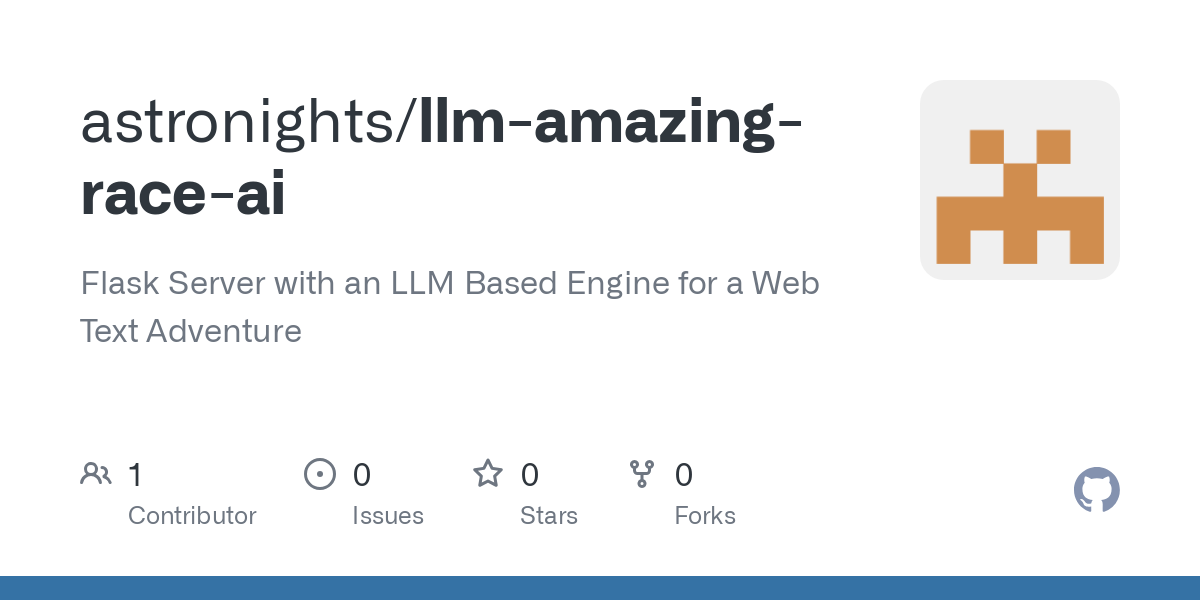 astronights/llm-amazing-
race-ai
Flask Server with an LLM Based Engine for a Web
Text Adventure
1 0 0 0
Contributor Issues Stars Forks